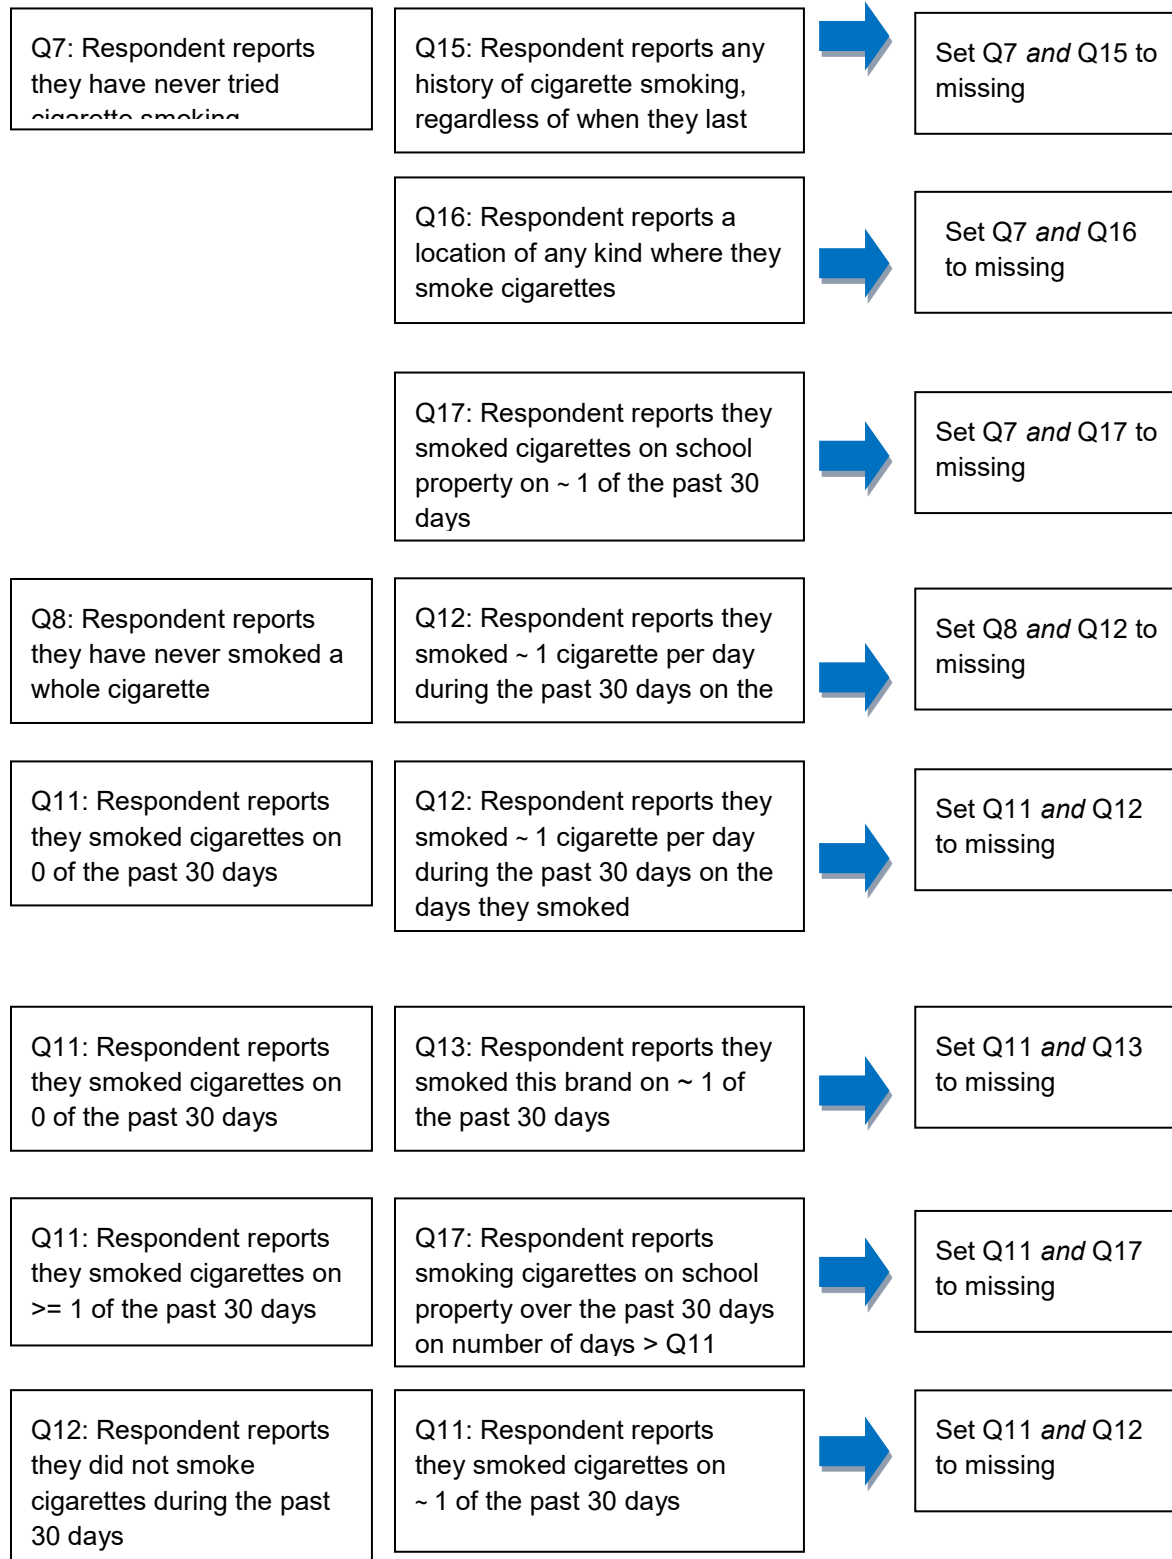 Q7: Respondent reports
they have never tried
cigarette smoking
Q15: Respondent reports any
history of cigarette smoking,
regardless of when they last
Set Q7 and Q15 to
missing
Q16: Respondent reports a
location of any kind where they
smoke cigarettes
Set Q7 and Q16
to missing
Q17: Respondent reports they
smoked cigarettes on school
property on ~ 1 of the past 30
days
Set Q7 and Q17 to
missing
Q8: Respondent reports
they have never smoked a
whole cigarette
Q12: Respondent reports they
smoked ~ 1 cigarette per day
during the past 30 days on the
Set Q8 and Q12 to
missing
Q11: Respondent reports
they smoked cigarettes on
0 of the past 30 days
Q12: Respondent reports they
smoked ~ 1 cigarette per day
during the past 30 days on the
days they smoked
Set Q11 and Q12
to missing
Q11: Respondent reports
they smoked cigarettes on
0 of the past 30 days
Q13: Respondent reports they
smoked this brand on ~ 1 of
the past 30 days
Set Q11 and Q13
to missing
Q11: Respondent reports
they smoked cigarettes on
>= 1 of the past 30 days
Q17: Respondent reports
smoking cigarettes on school
property over the past 30 days
on number of days > Q11
Set Q11 and Q17
to missing
Q12: Respondent reports
they did not smoke
cigarettes during the past
30 days
Q11: Respondent reports
they smoked cigarettes on
~ 1 of the past 30 days
Set Q11 and Q12
to missing